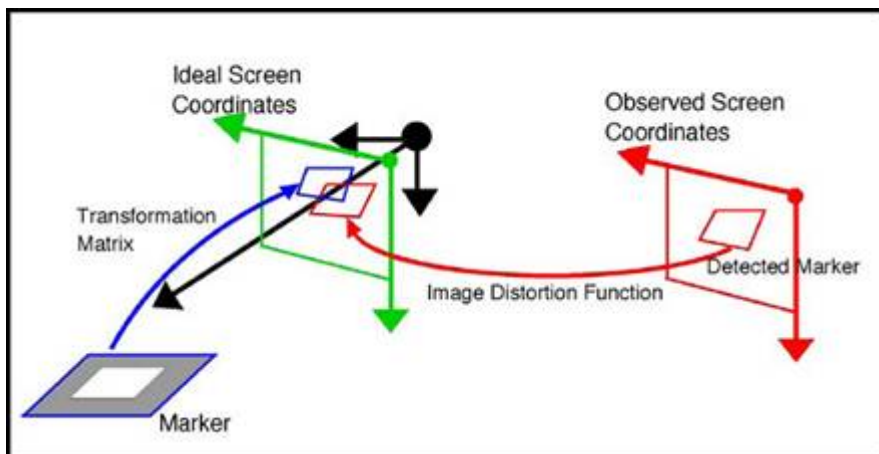 Ideal Screen
Coordinates
Observed Screen
Coordinates
Transformation
Matrix
Detected Marker
Image Distortion Function
Marker